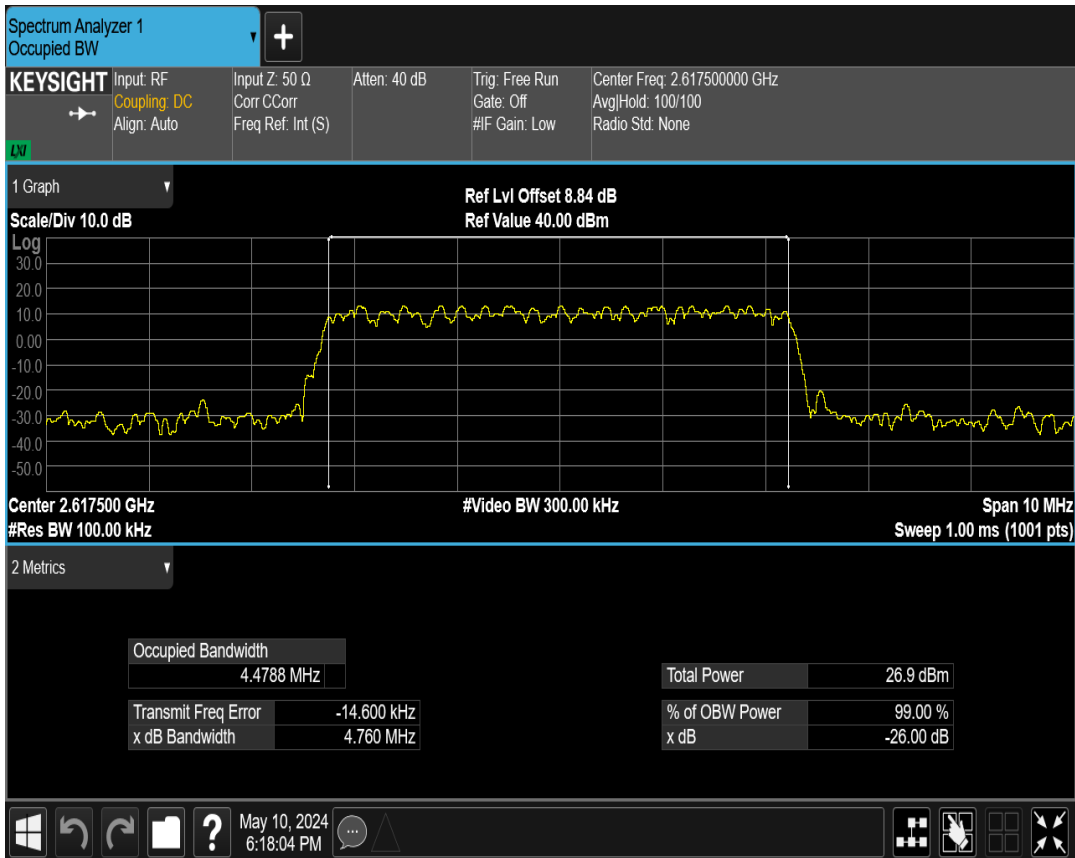 Spectrum Analyzer 1
Occupied BW
KEYSIGHT
LXI
Input: RF
Coupling: DC
Align: Auto
Input Z: 50 Ω
Corr CCorr
Freq Ref: Int (S)
Atten: 40 dB
Trig: Free Run
Gate: Off
#IF Gain: Low
Center Freq: 2.617500000 GHz
Avg|Hold: 100/100
Radio Std: None
1 Graph
Scale/Div 10.0 dB
Ref Lvl Offset 8.84 dB
Ref Value 40.00 dBm
Log
30.0
20.0
10.0
0.00
-10.0
-20.0
-30.0
-40.0
-50.0
Center 2.617500 GHz
#Res BW 100.00 kHz
#Video BW 300.00 kHz
Span 10 MHz
Sweep 1.00 ms (1001 pts)
2 Metrics
Occupied Bandwidth
4.4788 MHz
Transmit Freq Error -14.600 kHz
x dB Bandwidth 4.760 MHz
Total Power 26.9 dBm
% of OBW Power 99.00 %
x dB -26.00 dB
?
May 10, 2024
6:18:04 PM